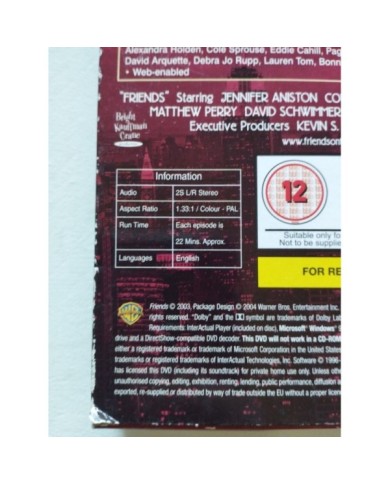 Alexandra Holden, Cole Sprouse, Eddie Cahill, Pag
David Arquette, Debra Jo Rupp, Lauren Tom, Bonn
• Web-enabled
"FRIENDS" Starring JENNIFER ANISTON CO
MATTHEW PERRY DAVID SCHWIMMER
Executive Producers KEVIN S.
www.friendson
Bright
Kauffman
Crane
Information
Audio 2S L/R Stereo
Aspect Ratio 1.33:1 / Colour - PAL
Run Time Each episode is
22 Mins. Approx.
Languages English
12
Suitable only fo
Not to be supplie
FOR RE
WB
Friends © 2003, Package Design © 2004 Warner Bros. Entertainment Inc.
rights reserved. "Dolby" and the DD symbol are trademarks of Dolby Lab
Requirements: InterActual Player (included on disc), Microsoft® Windows®
drive and a DirectShow-compatible DVD decoder. This DVD will not work in a CD-ROM
either a registered trademark or trademark of Microsoft Corporation in the United States
trademarks or registered trademarks of InterActual Technologies, Inc. Software © 1996-
has licensed this DVD (including its soundtrack) for private home use only. Unless othe
unauthorised copying, editing, exhibition, renting, lending, public performance, diffusion a
exported, re-supplied or distributed by way of trade outside the EU without a proper licenc